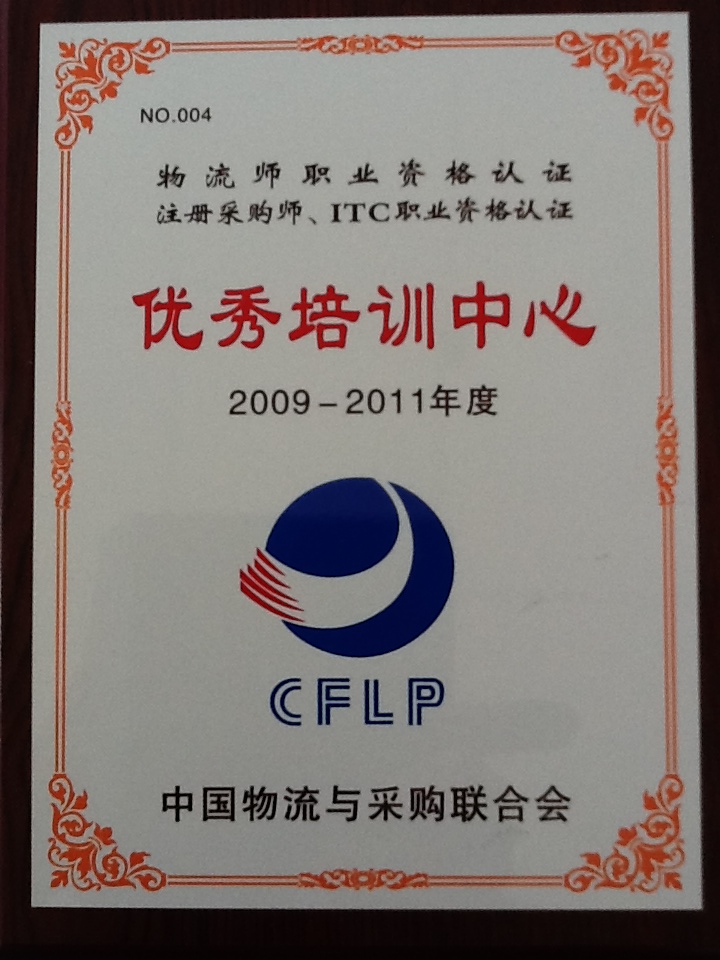 NO.004
物流师职业资格认证
注册采购师、ITC职业资格认证
优秀培训中心
2009－2011年度
CFLP
中国物流与采购联合会